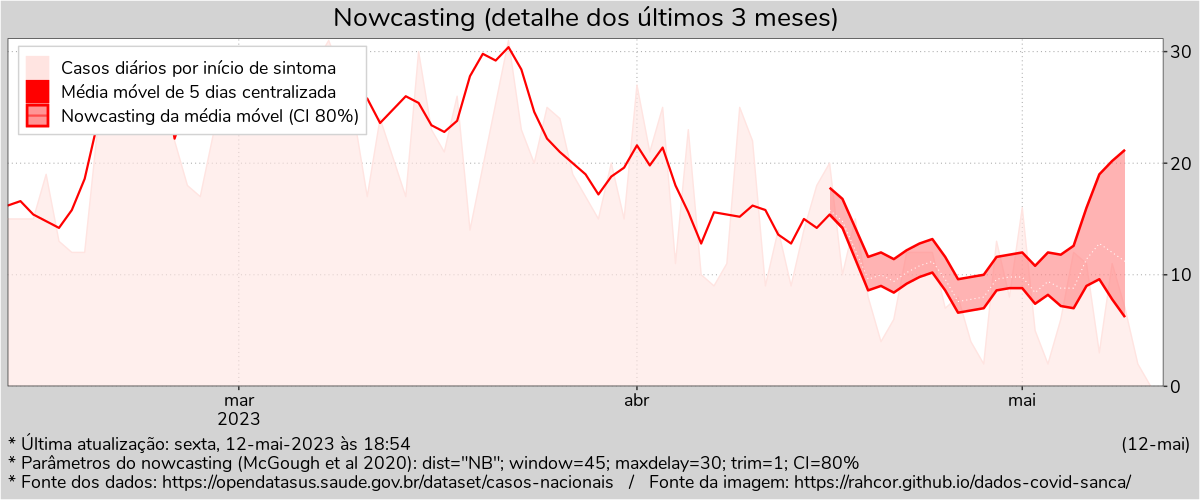 Nowcasting (detalhe dos últimos 3 meses)
Casos diários por início de sintoma
Média móvel de 5 dias centralizada
Nowcasting da média móvel (CI 80%)
30
20
10
0
mar
2023
abr
mai
* Última atualização: sexta, 12-mai-2023 às 18:54
(12-mai)
* Parâmetros do nowcasting (McGough et al 2020): dist="NB"; window=45; maxdelay=30; trim=1; CI=80%
* Fonte dos dados: https://opendatasus.saude.gov.br/dataset/casos-nacionais / Fonte da imagem: https://rahcor.github.io/dados-covid-sanca/